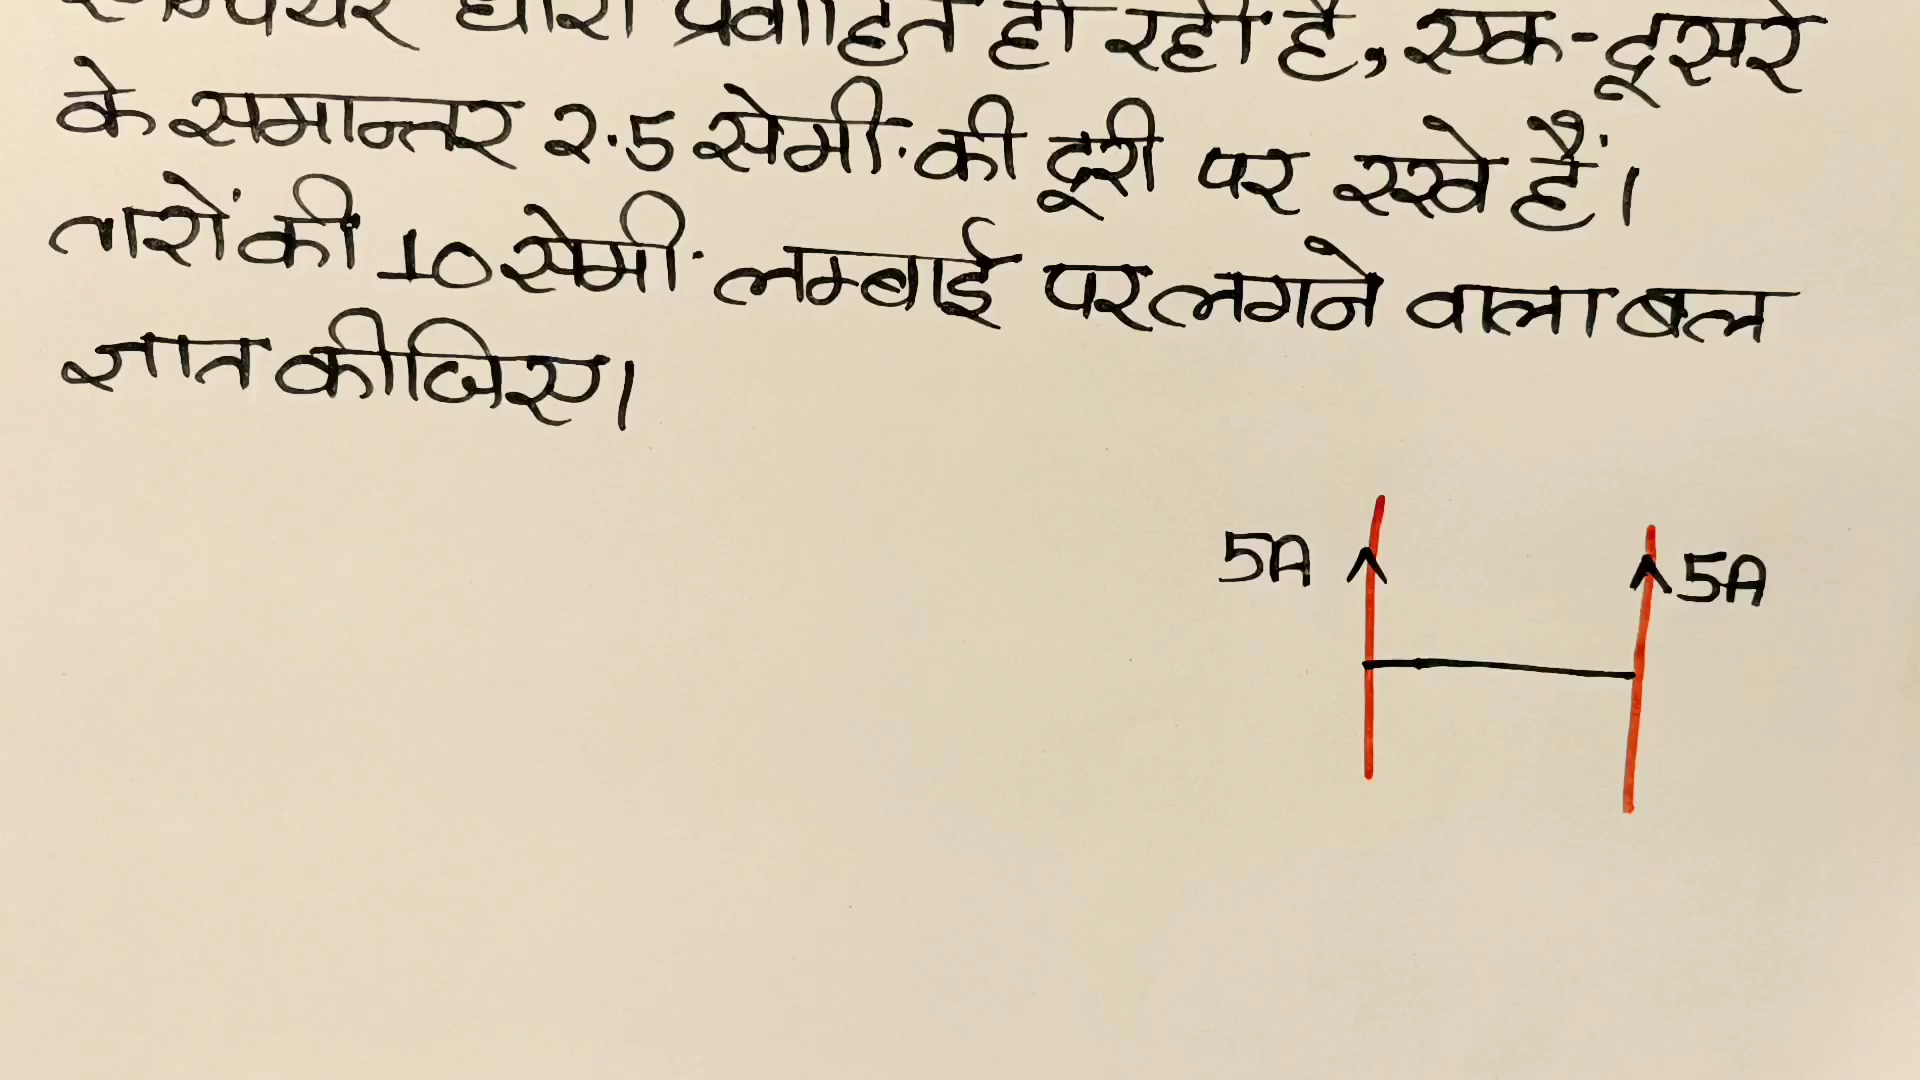 एम्पियर धारा प्रवाहित हो रही है, एक-दूसरे
के समान्तर 2.5 सेमी. की दूरी पर रखे हैं।
तारों की 10 सेमी. लम्बाई पर लगने वाला बल
ज्ञात कीजिए।
5A
5A